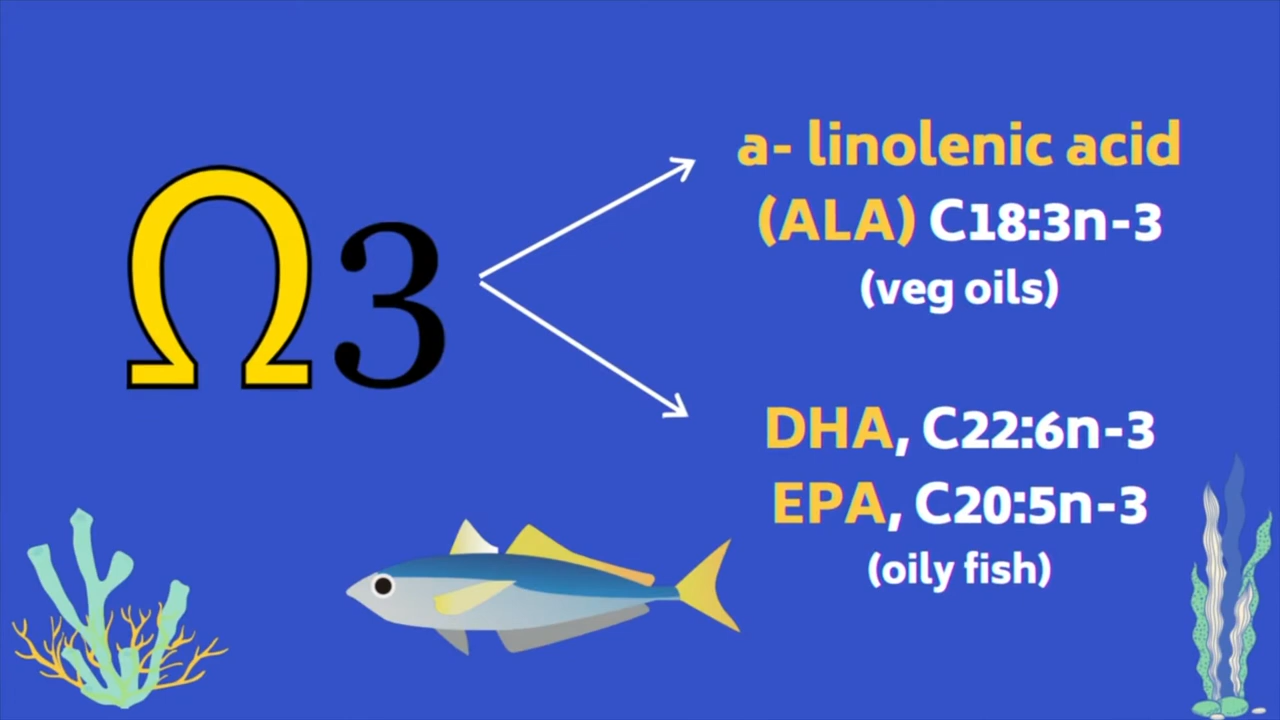 Ω3
a- linolenic acid
(ALA) C18:3n-3
(veg oils)
DHA, C22:6n-3
EPA, C20:5n-3
(oily fish)